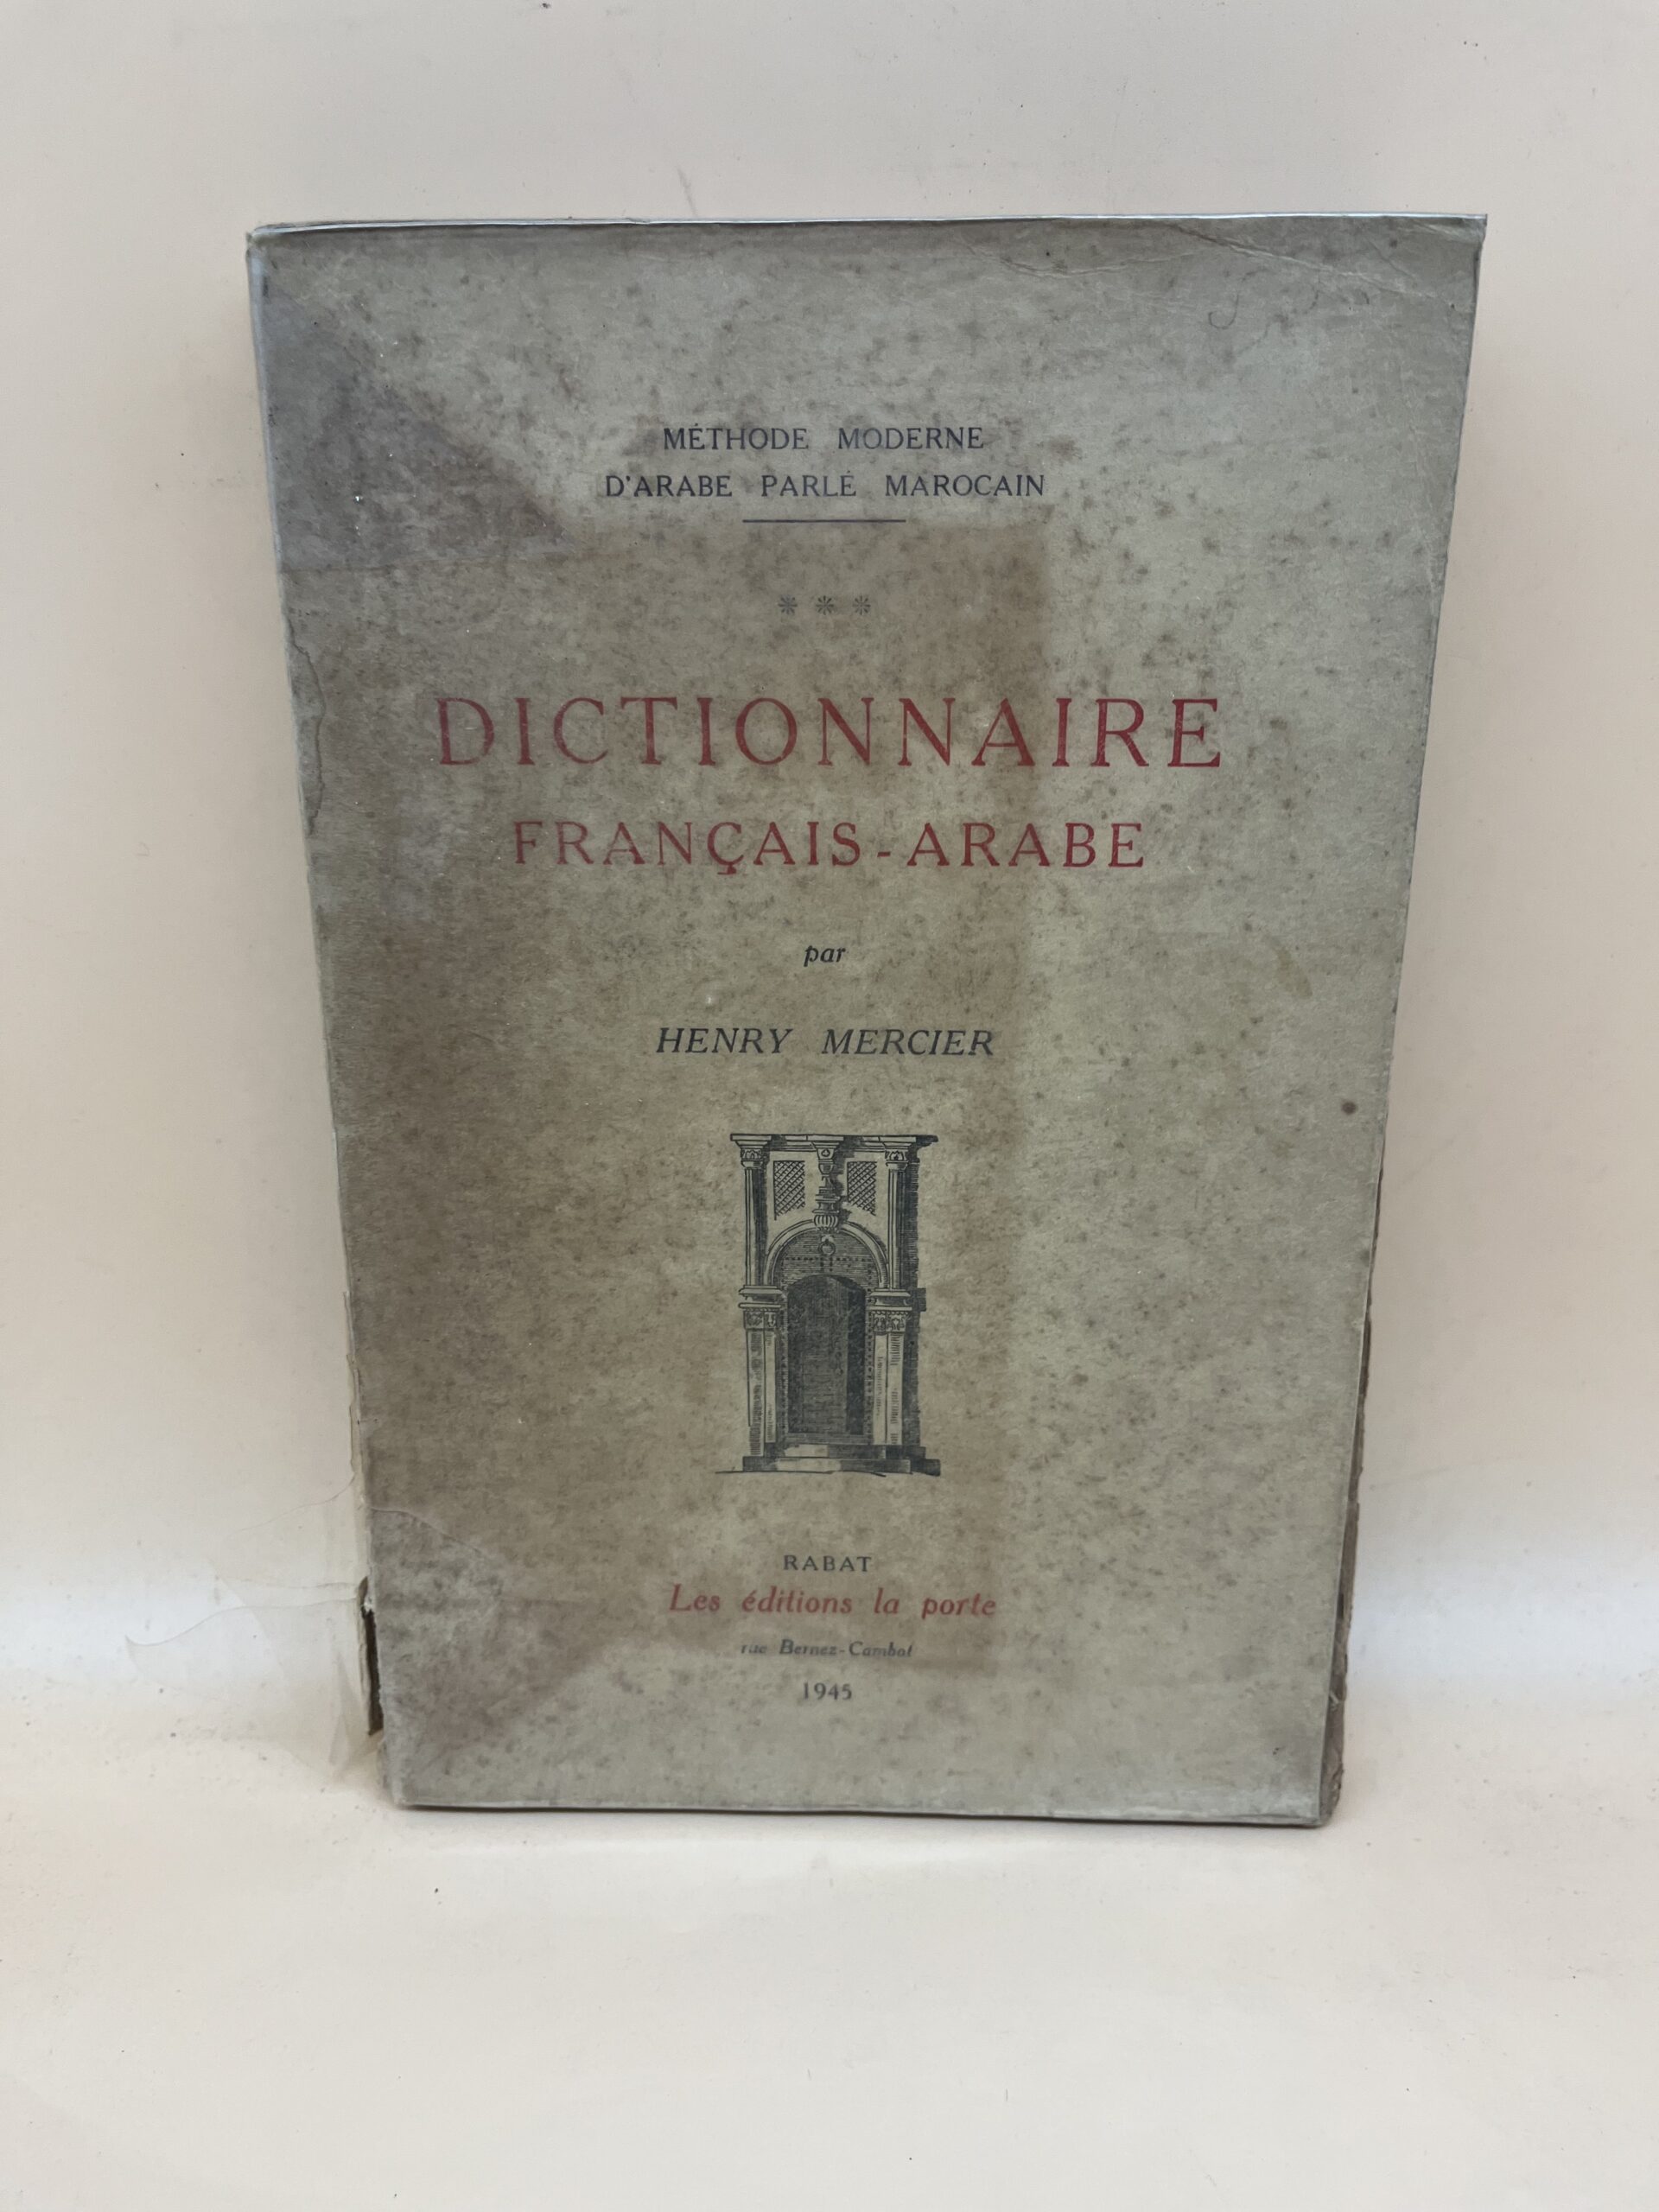 MÉTHODE MODERNE
D'ARABE PARLÉ MAROCAIN
* * *
DICTIONNAIRE
FRANÇAIS-ARABE
par
HENRY MERCIER
RABAT
Les éditions la porte
rue Bernez-Cambot
1945